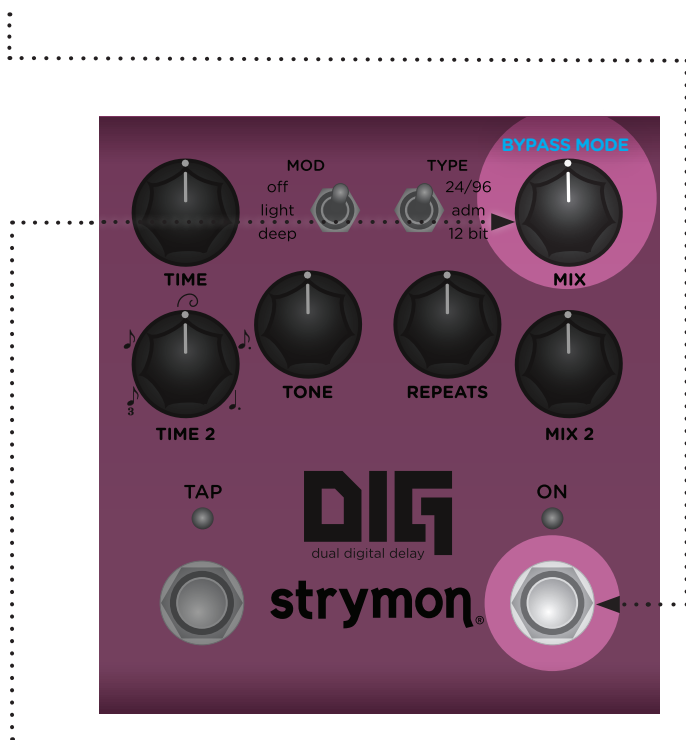 BYPASS MODE
MOD
TYPE
off
24/96
light
adm
deep
12 bit
TIME
MIX
TONE
REPEATS
3
TIME 2
MIX 2
TAP
ON
DIG
dual digital delay
strymon®